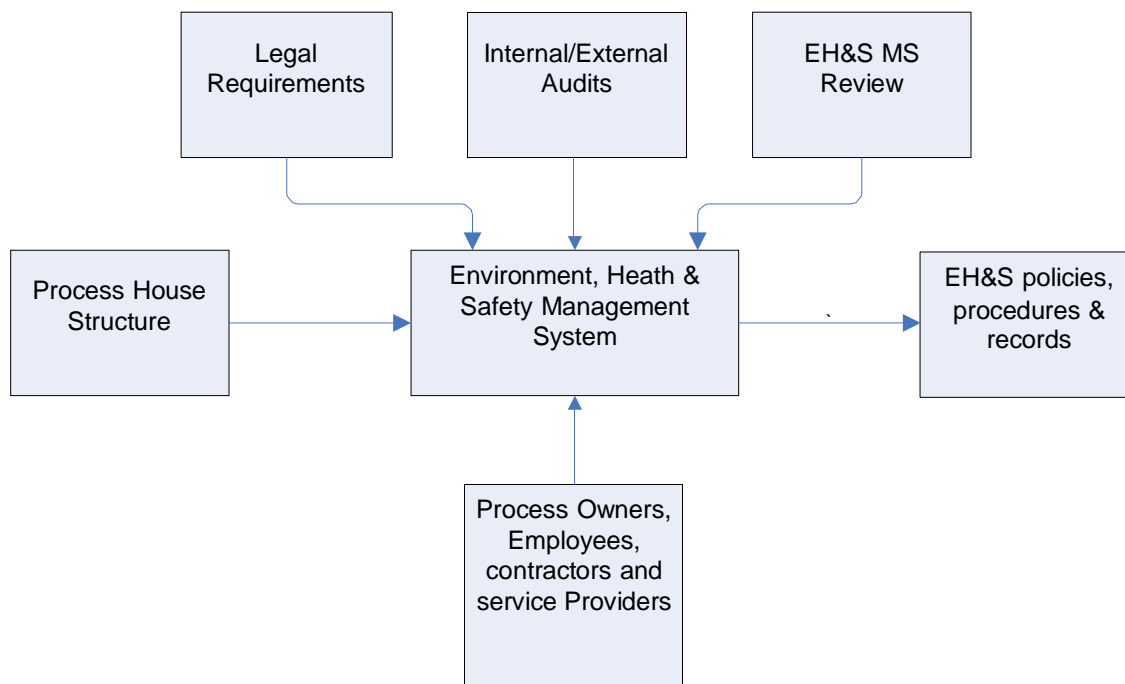 Legal
Requirements
Internal/External
Audits
EH&S MS
Review
Process House
Structure
Environment, Heath &
Safety Management
System
`
EH&S policies,
procedures &
records
Process Owners,
Employees,
contractors and
service Providers